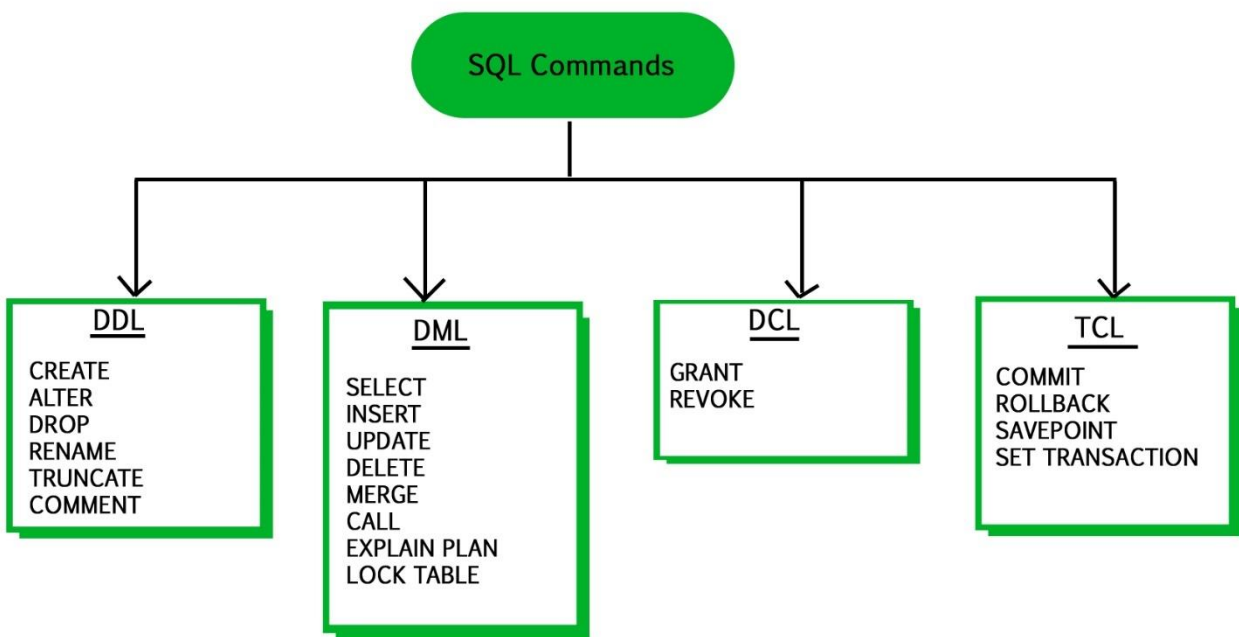 SQL Commands
DDL
CREATE
ALTER
DROP
RENAME
TRUNCATE
COMMENT
DML
SELECT
INSERT
UPDATE
DELETE
MERGE
CALL
EXPLAIN PLAN
LOCK TABLE
DCL
GRANT
REVOKE
TCL
COMMIT
ROLLBACK
SAVEPOINT
SET TRANSACTION